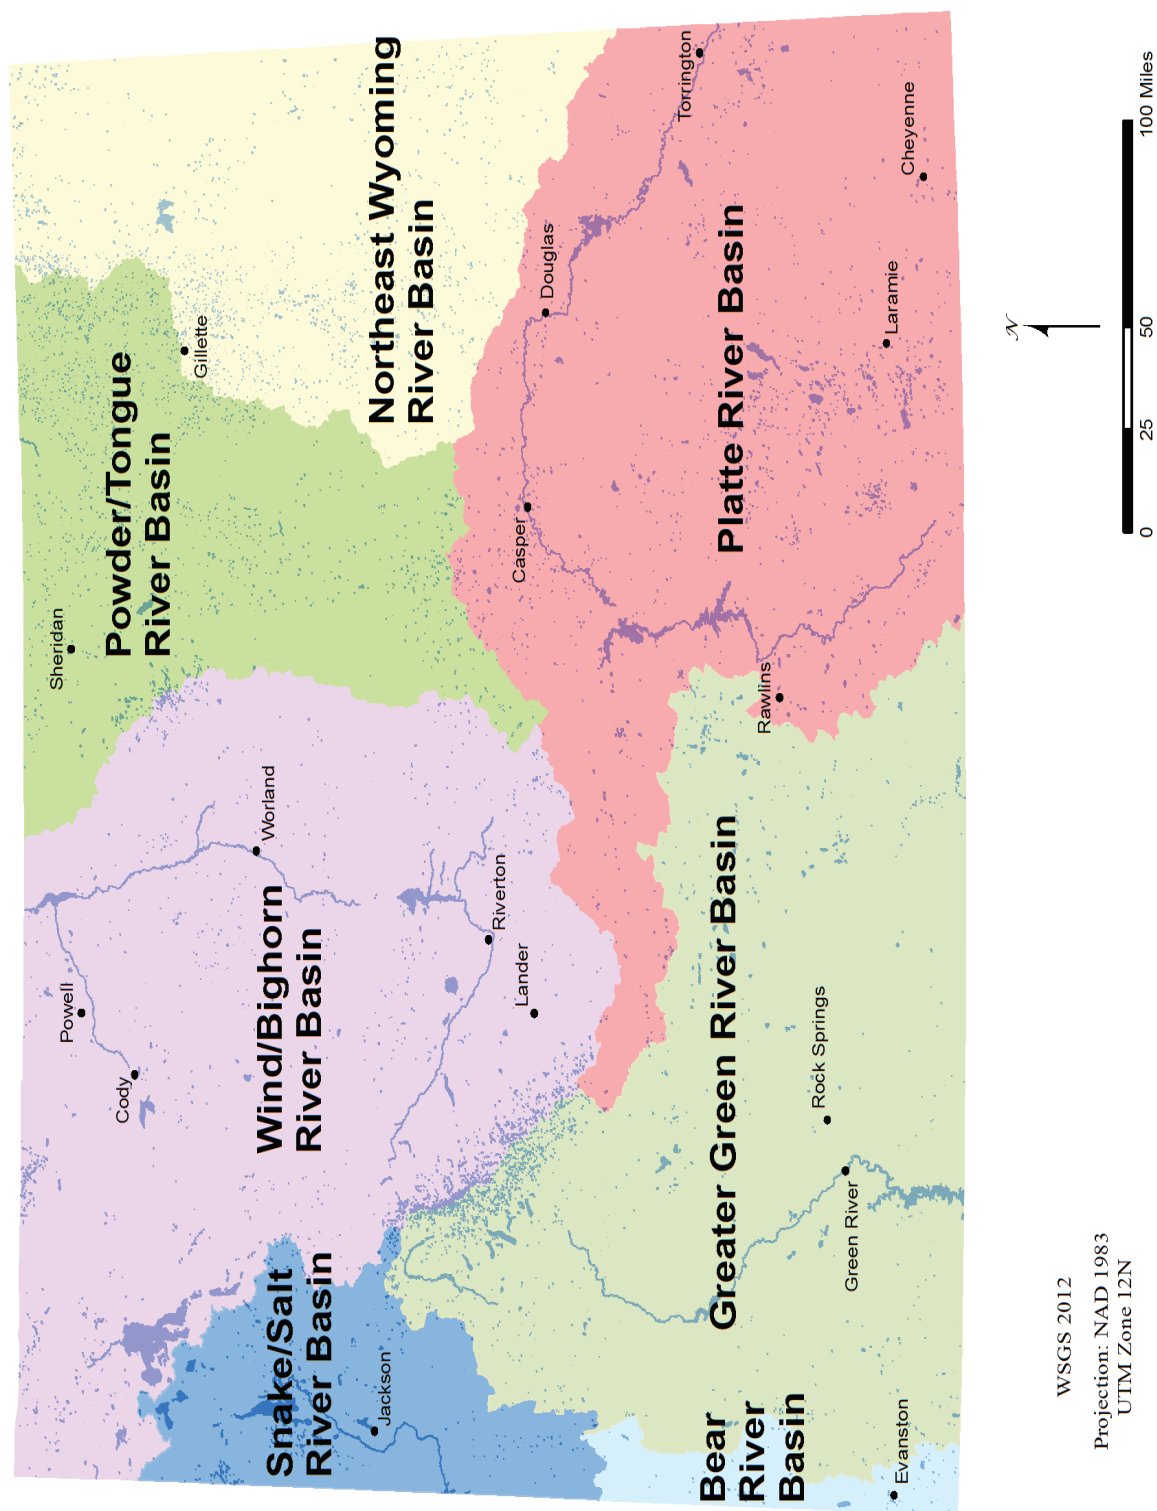 Sheridan
Powder/Tongue
River Basin
Gillette
Northeast Wyoming
River Basin
Powell
Cody
Worland
Wind/Bighorn
River Basin
Riverton
Lander
Snake/Salt
River Basin
Jackson
Casper
Douglas
Torrington
Platte River Basin
Rawlins
Laramie
Cheyenne
Greater Green River Basin
Rock Springs
Green River
Bear
River
Basin
Evanston
WSGS 2012
Projection: NAD 1983
UTM Zone 12N
N
0 25 50 100 Miles